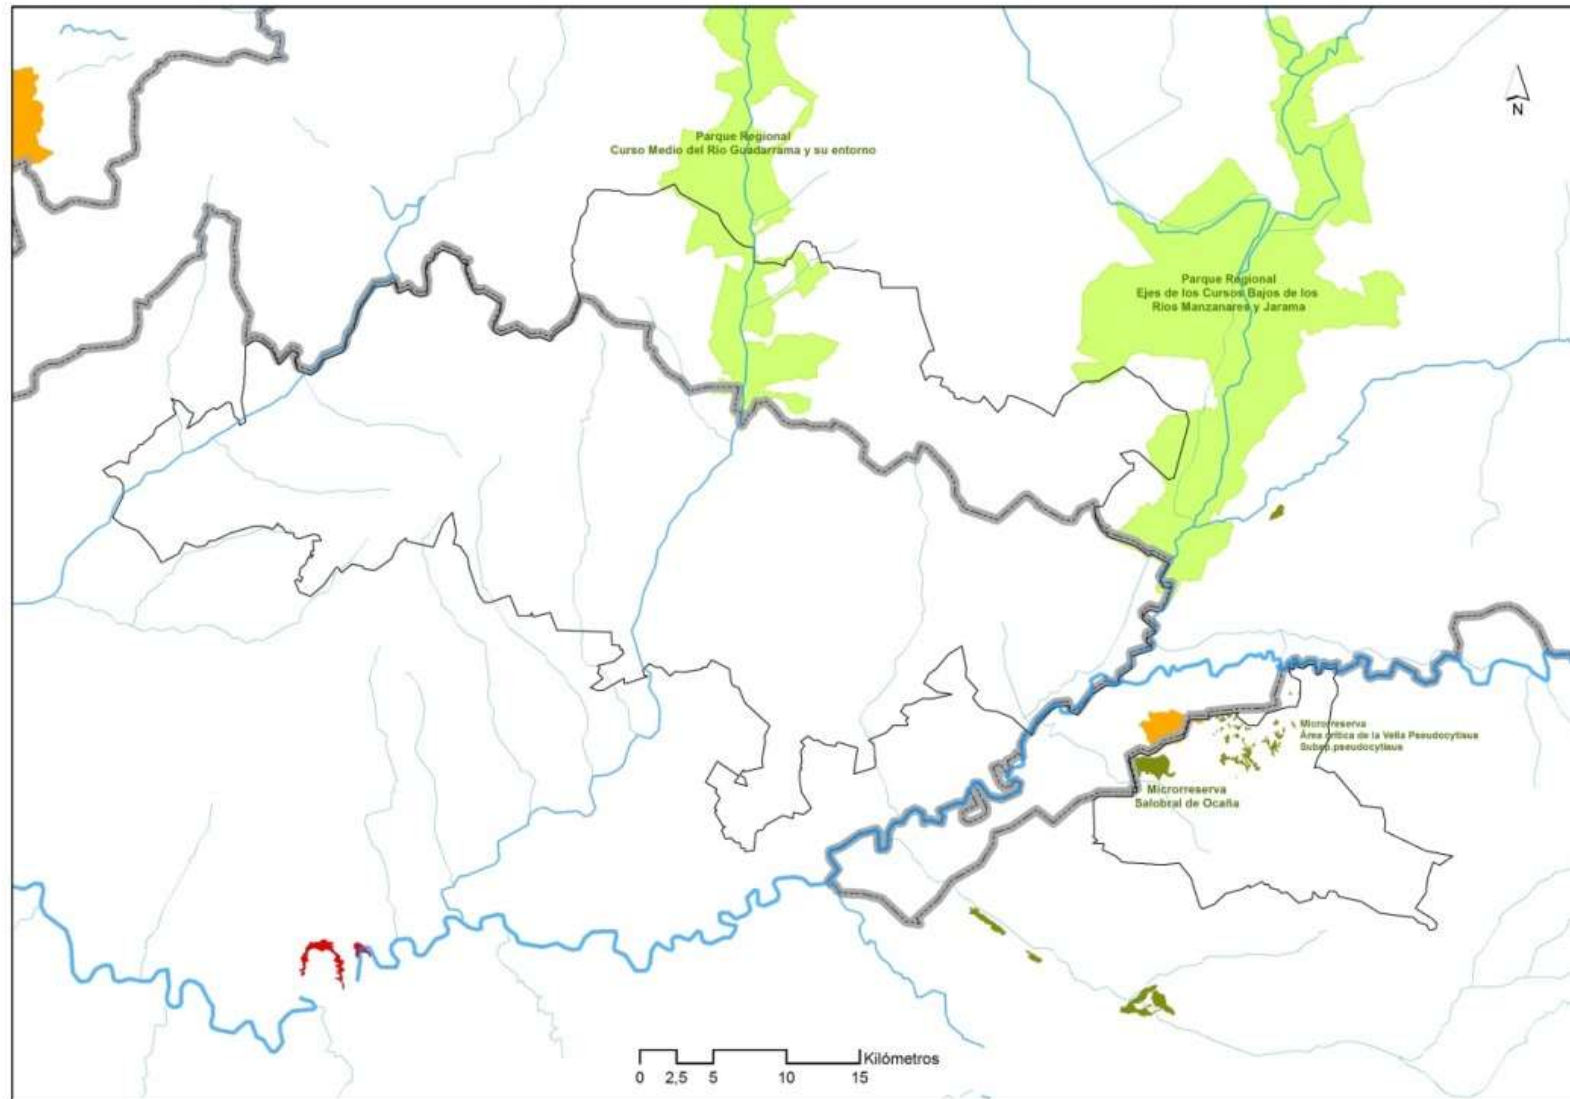 N
Parque Regional
Curso Medio del Río Guadarrama y su entorno
Parque Regional
Ejes de los Cursos Bajos de los
Ríos Manzanares y Jarama
Microrreserva
Área crítica de la Vella Pseudocytisus
Subsp.pseudocytisus
Microrreserva
Salobral de Ocaña
Kilómetros
0 2,5 5 10 15